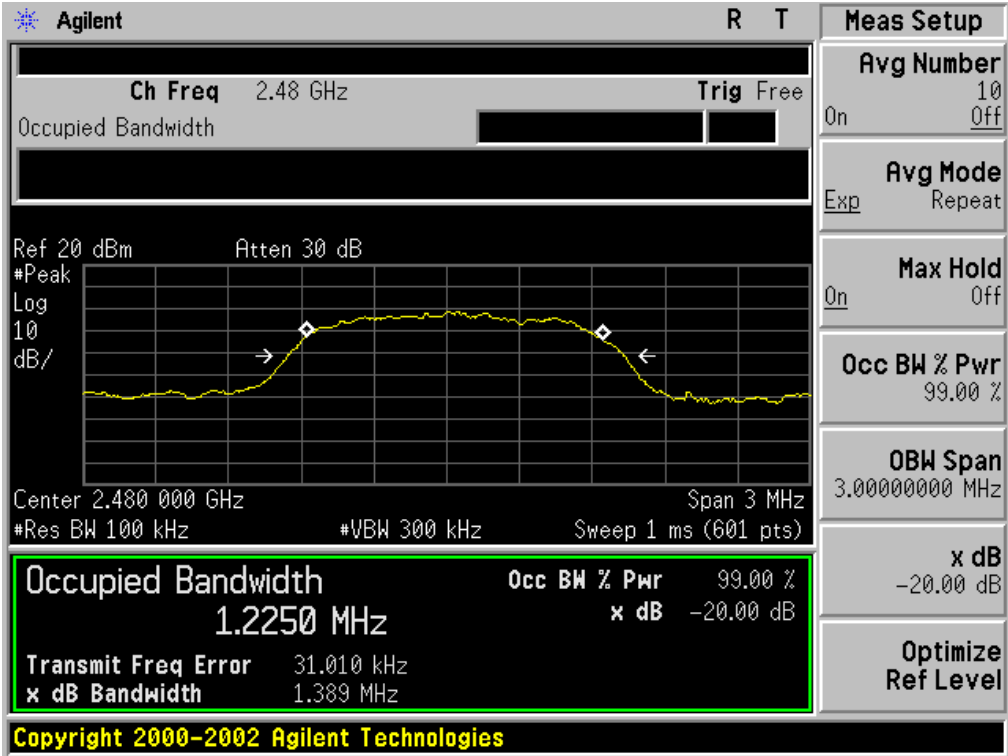 Agilent R T
Ch Freq 2.48 GHz Trig Free
Occupied Bandwidth
Ref 20 dBm Atten 30 dB
#Peak
Log
10
dB/
Center 2.480 000 GHz Span 3 MHz
#Res BW 100 kHz #VBW 300 kHz Sweep 1 ms (601 pts)
Occupied Bandwidth
1.2250 MHz
Occ BW % Pwr 99.00 %
x dB -20.00 dB
Transmit Freq Error 31.010 kHz
x dB Bandwidth 1.389 MHz
Copyright 2000-2002 Agilent Technologies
Meas Setup
Avg Number
10
On Off
Avg Mode
Exp Repeat
Max Hold
On Off
Occ BW % Pwr
99.00 %
OBW Span
3.00000000 MHz
x dB
-20.00 dB
Optimize
Ref Level